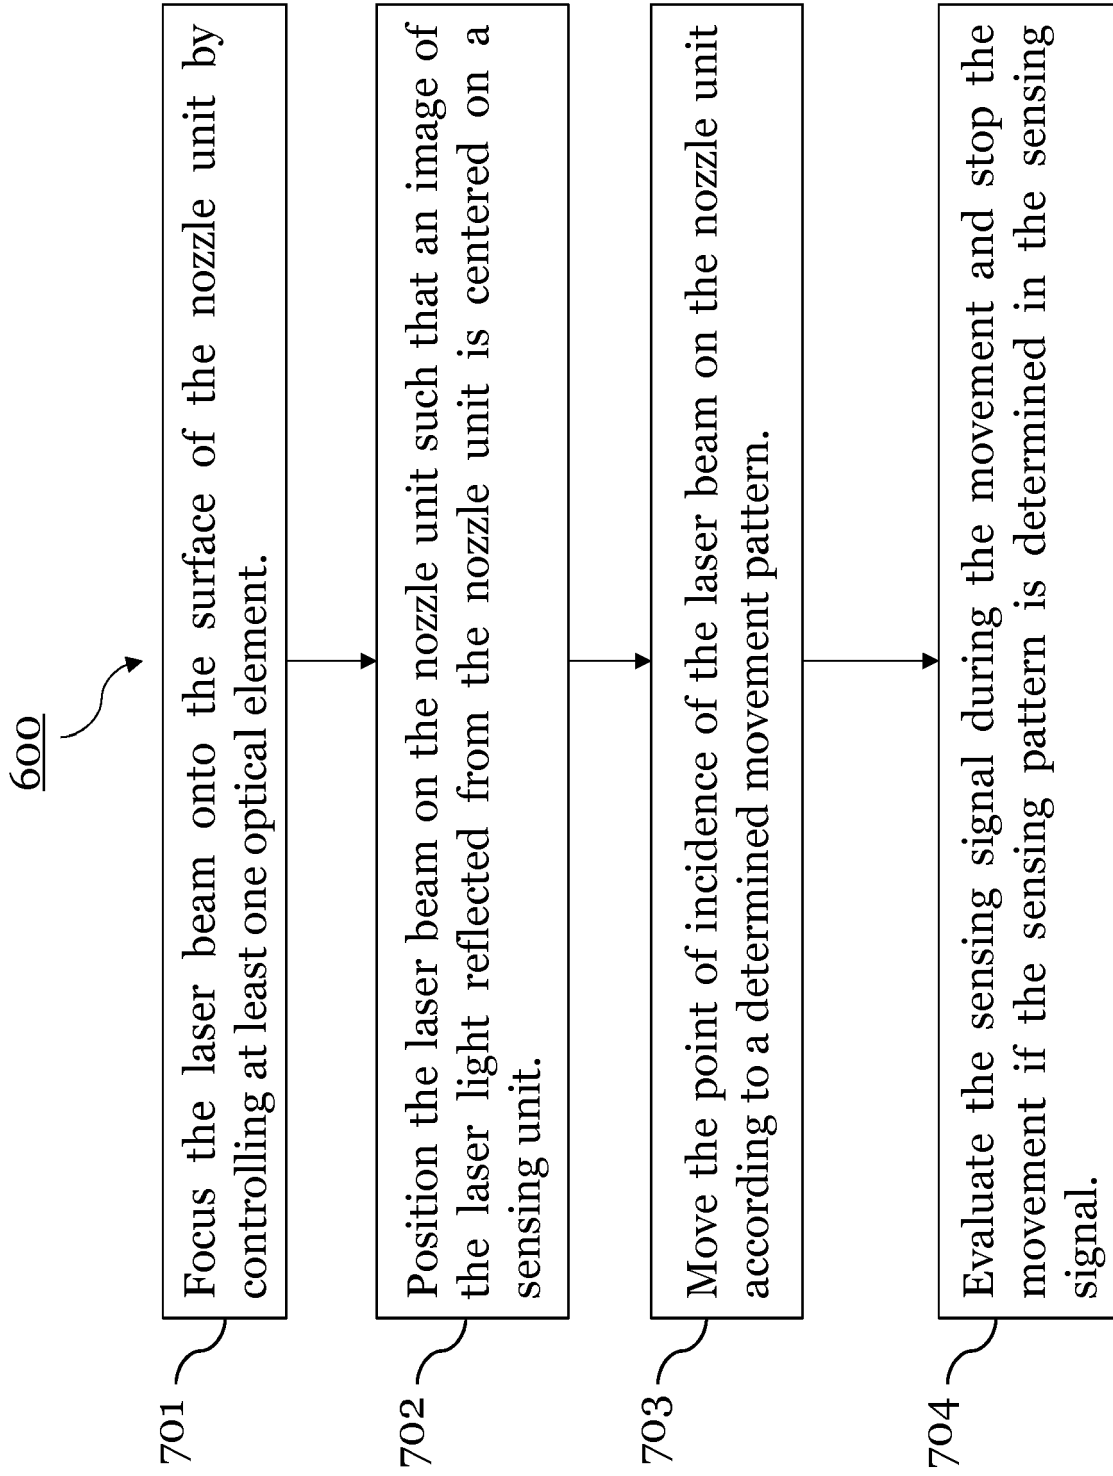 600
701
Focus the laser beam onto the surface of the nozzle unit by
controlling at least one optical element.
702
Position the laser beam on the nozzle unit such that an image of
the laser light reflected from the nozzle unit is centered on a
sensing unit.
703
Move the point of incidence of the laser beam on the nozzle unit
according to a determined movement pattern.
704
Evaluate the sensing signal during the movement and stop the
movement if the sensing pattern is determined in the sensing
signal.